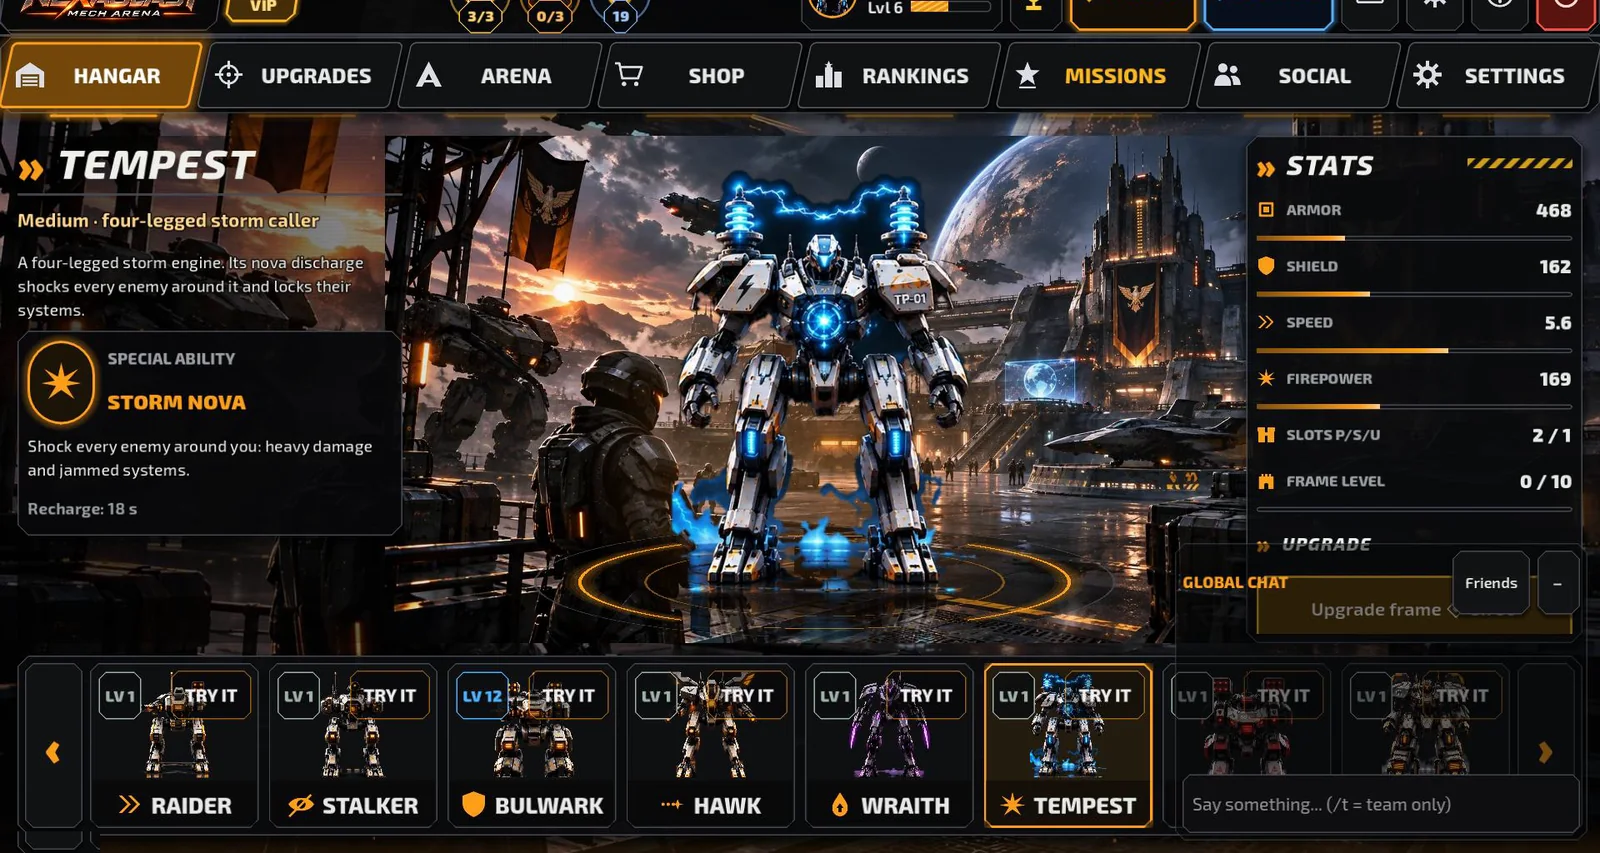 MECH ARENA
VIP
3/3
0/3
19
Lvl 6
HANGAR
UPGRADES
ARENA
SHOP
RANKINGS
MISSIONS
SOCIAL
SETTINGS
TEMPEST
Medium · four-legged storm caller
A four-legged storm engine. Its nova discharge
shocks every enemy around it and locks their
systems.
SPECIAL ABILITY
STORM NOVA
Shock every enemy around you: heavy damage
and jammed systems.
Recharge: 18 s
TP-01
STATS
ARMOR 468
SHIELD 162
SPEED 5.6
FIREPOWER 169
SLOTS P/S/U 2 / 1
FRAME LEVEL 0 / 10
UPGRADE
GLOBAL CHAT
Friends
–
Upgrade frame
LV 1 TRY IT
RAIDER
LV 1 TRY IT
STALKER
LV 12 TRY IT
BULWARK
LV 1 TRY IT
HAWK
LV 1 TRY IT
WRAITH
LV 1 TRY IT
TEMPEST
LV 1 TRY IT
LV 1 TRY IT
Say something... (/t = team only)